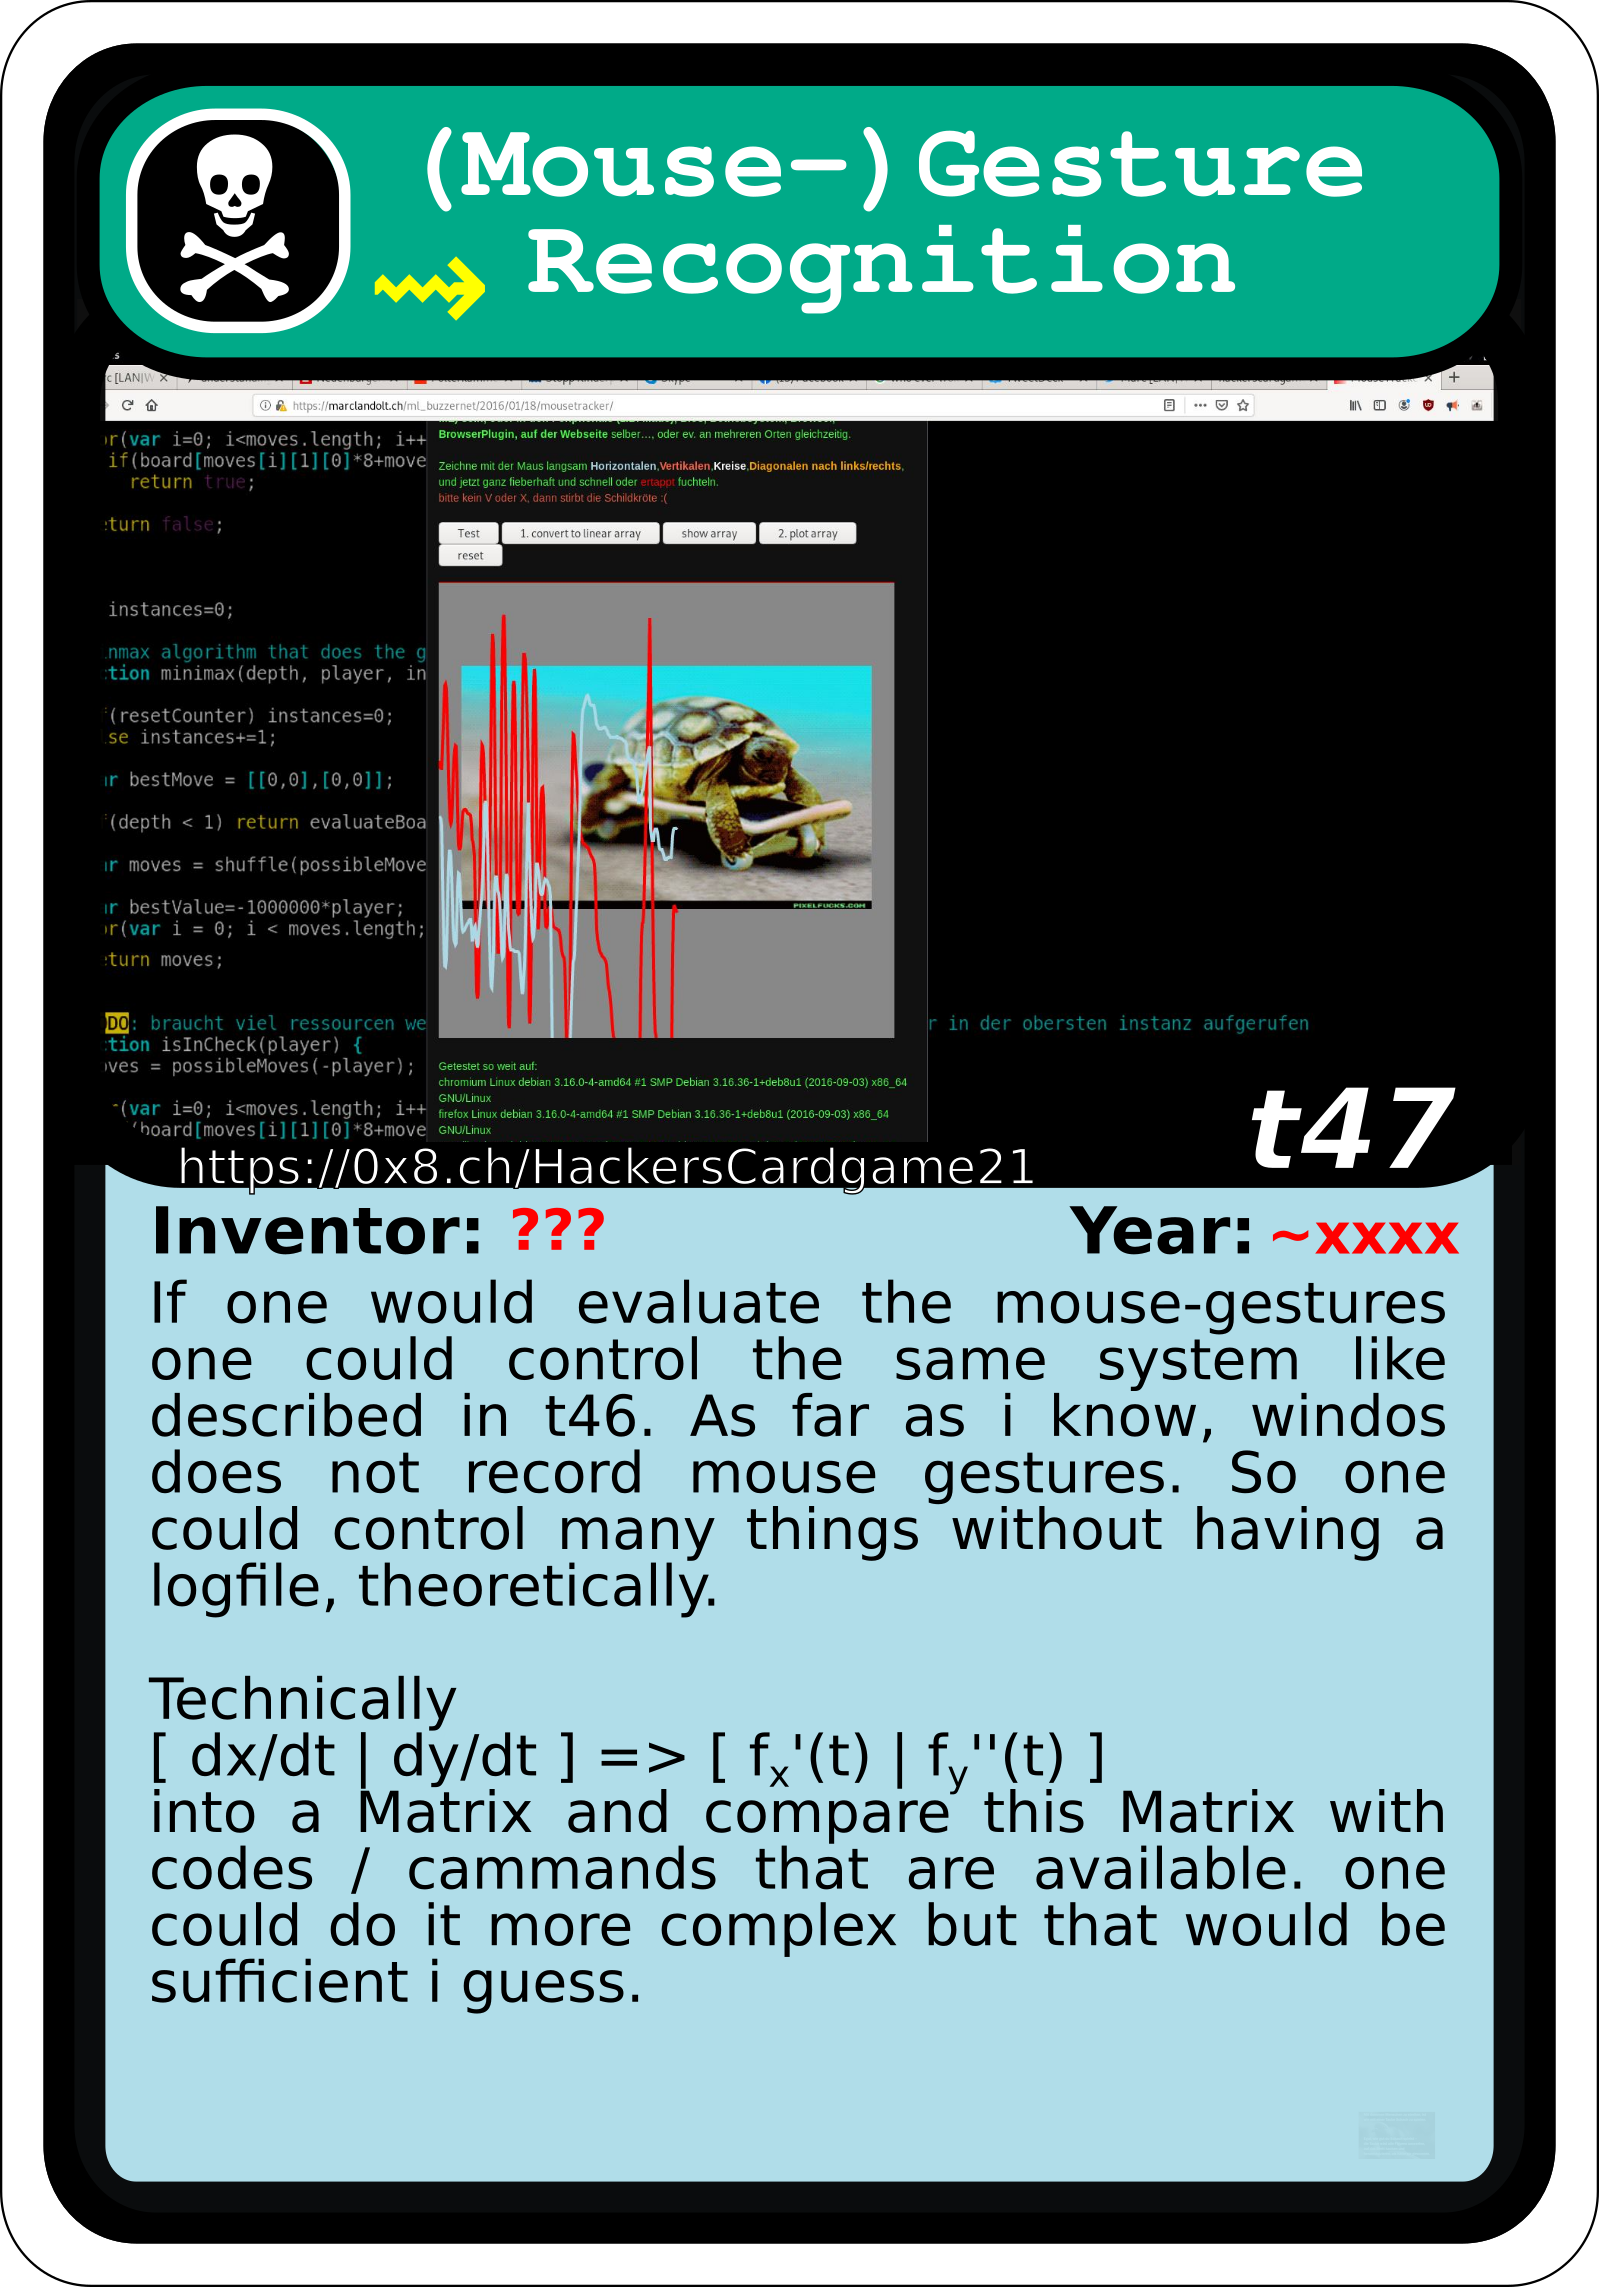 (Mouse-)Gesture
Recognition
https://marclandolt.ch/ml_buzzernet/2016/01/18/mousetracker/
BrowserPlugin, auf der Webseite selber..., oder ev. an mehreren Orten gleichzeitig.
Zeichne mit der Maus langsam Horizontalen,Vertikalen,Kreise,Diagonalen nach links/rechts,
und jetzt ganz fieberhaft und schnell oder ertappt fuchteln.
bitte kein V oder X, dann stirbt die Schildkröte :(
Test 1. convert to linear array show array 2. plot array
reset
(var i=0; i<moves.length; i++
if(board[moves[i][1][0]*8+move
return true;
turn false;
instances=0;
algorithm that does the g
tion minimax(depth, player, in
(resetCounter) instances=0;
se instances+=1;
bestMove = [[0,0],[0,0]];
(depth < 1) return evaluateBoa
moves = shuffle(possibleMove
bestValue=-1000000*player;
(var i = 0; i < moves.length;
turn moves;
DO: braucht viel ressourcen we
r in der obersten instanz aufgerufen
tion isInCheck(player) {
ves = possibleMoves(-player);
(var i=0; i<moves.length; i++
(board[moves[i][1][0]*8+move
PIXELFUCKS.COM
Getestet so weit auf:
chromium Linux debian 3.16.0-4-amd64 #1 SMP Debian 3.16.36-1+deb8u1 (2016-09-03) x86_64
GNU/Linux
firefox Linux debian 3.16.0-4-amd64 #1 SMP Debian 3.16.36-1+deb8u1 (2016-09-03) x86_64
GNU/Linux
t47
https://0x8.ch/HackersCardgame21
Inventor: ??? Year: ~xxxx
If one would evaluate the mouse-gestures
one could control the same system like
described in t46. As far as i know, windos
does not record mouse gestures. So one
could control many things without having a
logfile, theoretically.
Technically
[ dx/dt | dy/dt ] => [ fx'(t) | fy''(t) ]
into a Matrix and compare this Matrix with
codes / cammands that are available. one
could do it more complex but that would be
sufficient i guess.